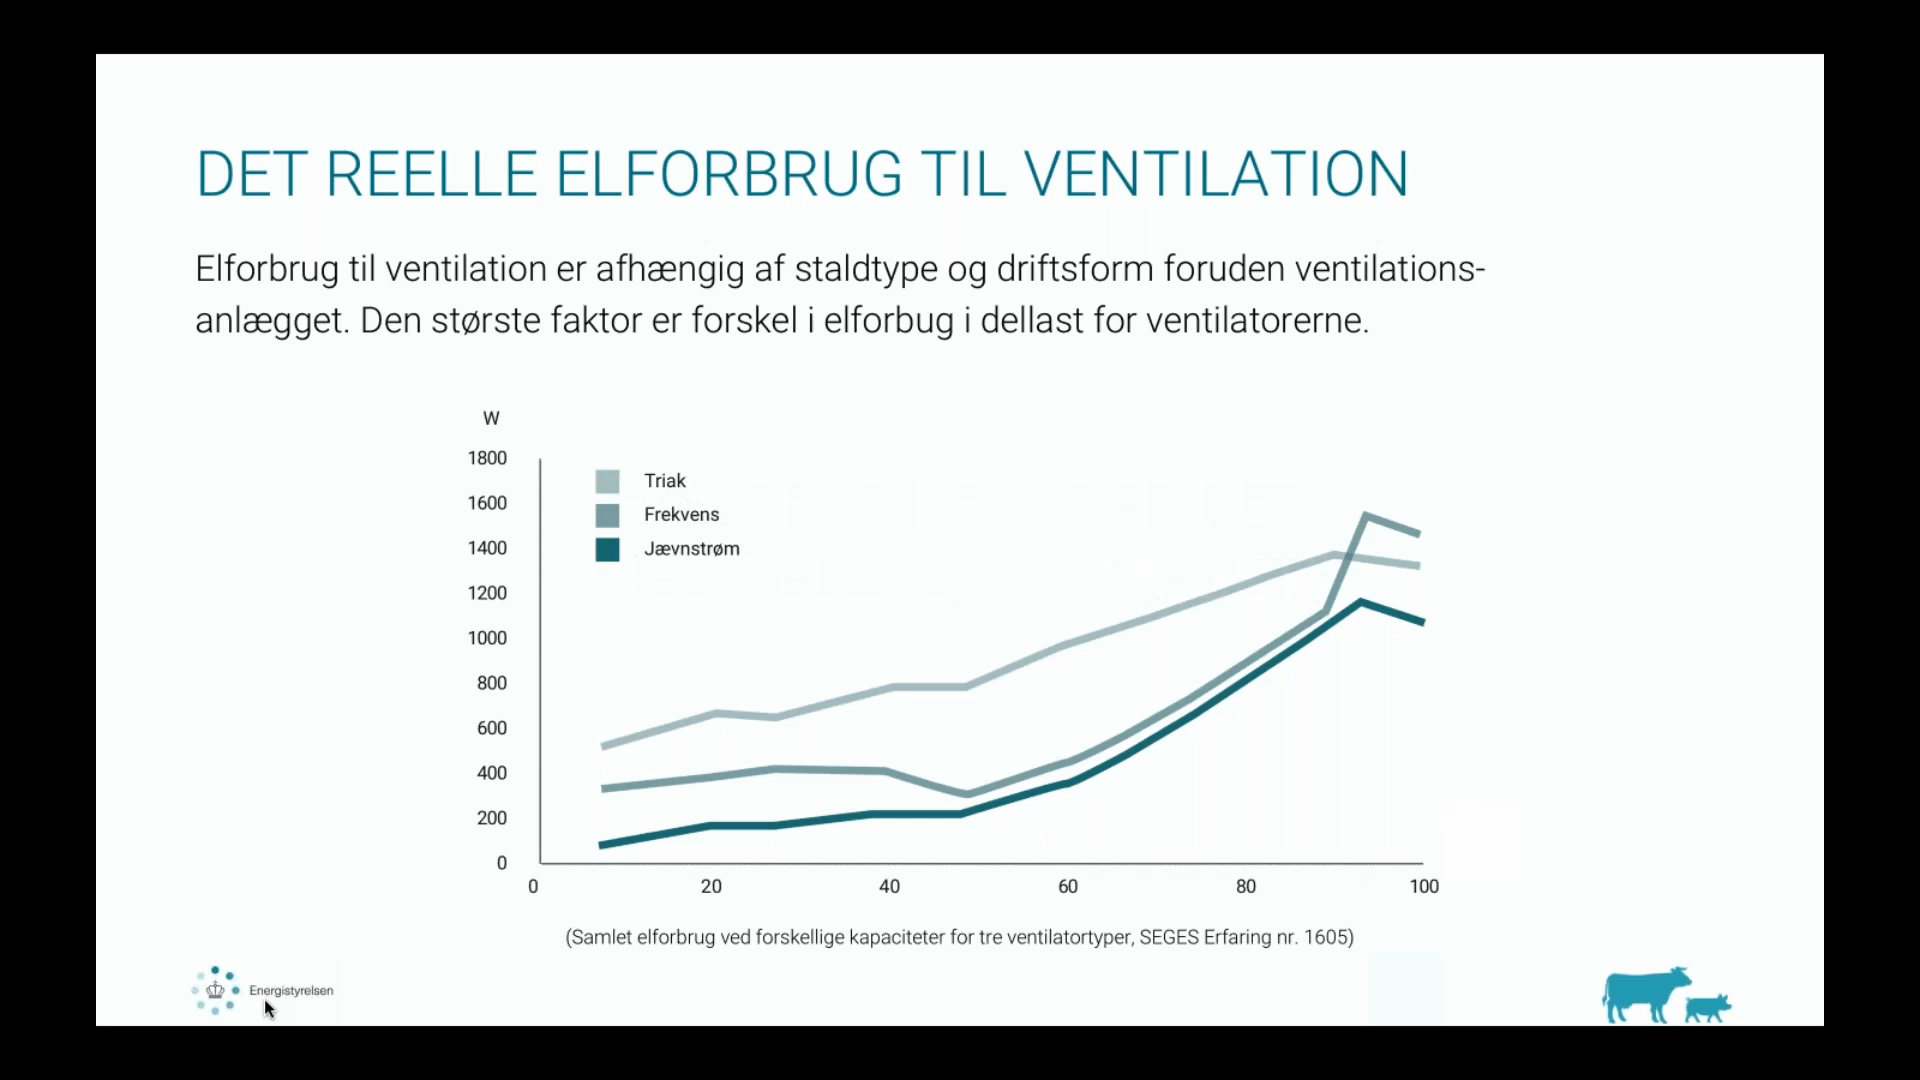 DET REELLE ELFORBRUG TIL VENTILATION
Elforbrug til ventilation er afhængig af staldtype og driftsform foruden ventilations-
anlægget. Den største faktor er forskel i elforbug i dellast for ventilatorerne.
W
1800
1600
1400
1200
1000
800
600
400
200
0
Triak
Frekvens
Jævnstrøm
0 20 40 60 80 100
(Samlet elforbrug ved forskellige kapaciteter for tre ventilatortyper, SEGES Erfaring nr. 1605)
Energistyrelsen